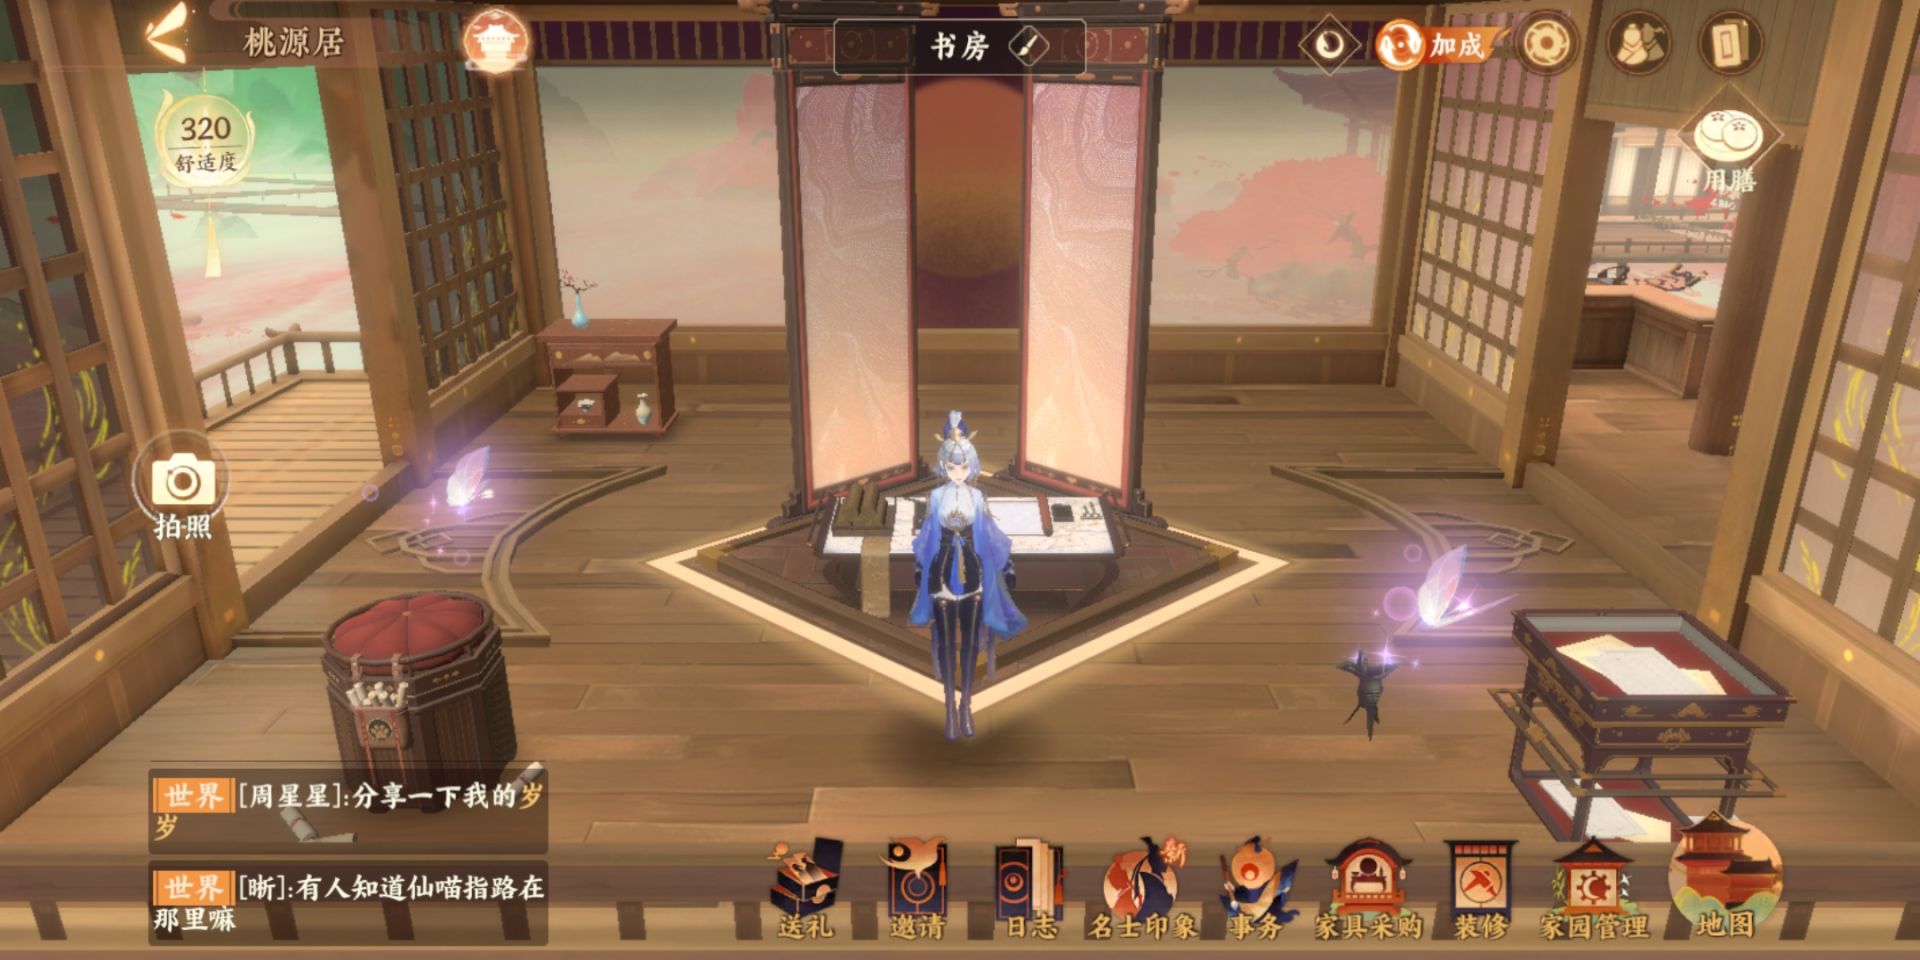 桃源居
书房
加成
320
舒适度
用膳
拍照
世界 [周星星]:分享一下我的岁
岁
世界 [晰]:有人知道仙喵指路在
那里嘛
新
送礼
邀请
日志
名士印象
事务
家具采购
装修
家园管理
地图